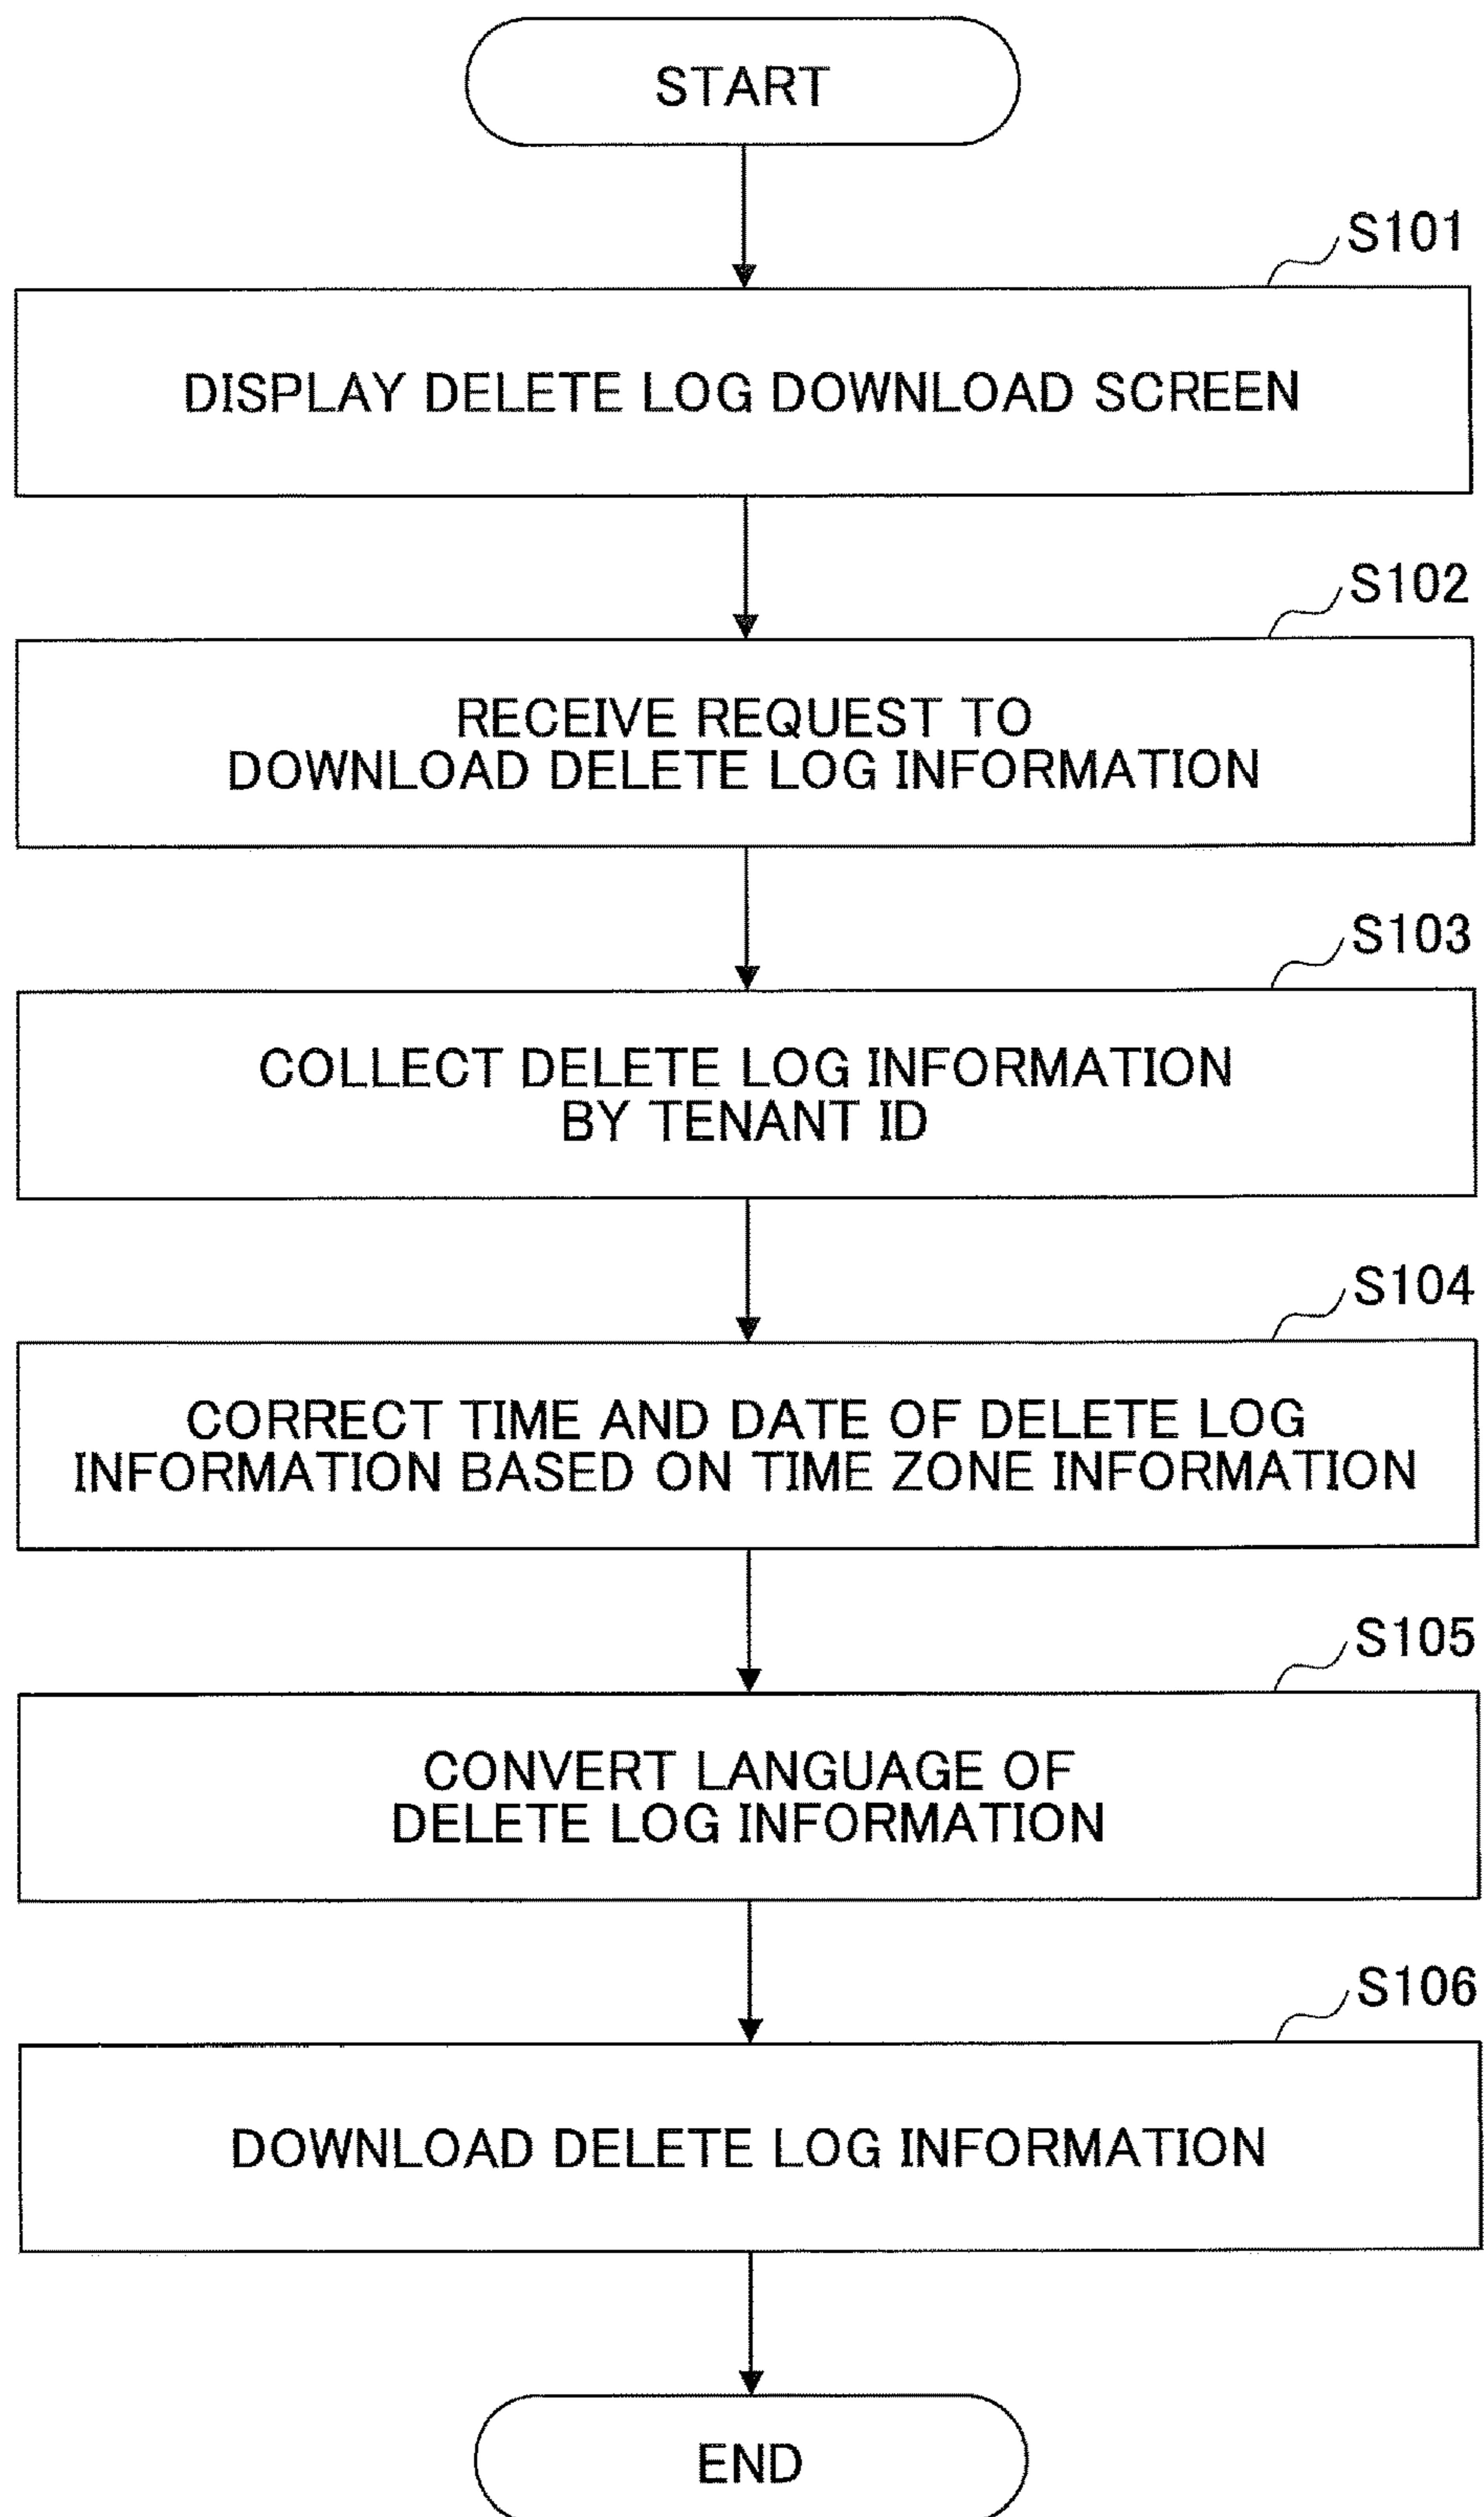 START
S101
DISPLAY DELETE LOG DOWNLOAD SCREEN
S102
RECEIVE REQUEST TO
DOWNLOAD DELETE LOG INFORMATION
S103
COLLECT DELETE LOG INFORMATION
BY TENANT ID
S104
CORRECT TIME AND DATE OF DELETE LOG
INFORMATION BASED ON TIME ZONE INFORMATION
S105
CONVERT LANGUAGE OF
DELETE LOG INFORMATION
S106
DOWNLOAD DELETE LOG INFORMATION
END